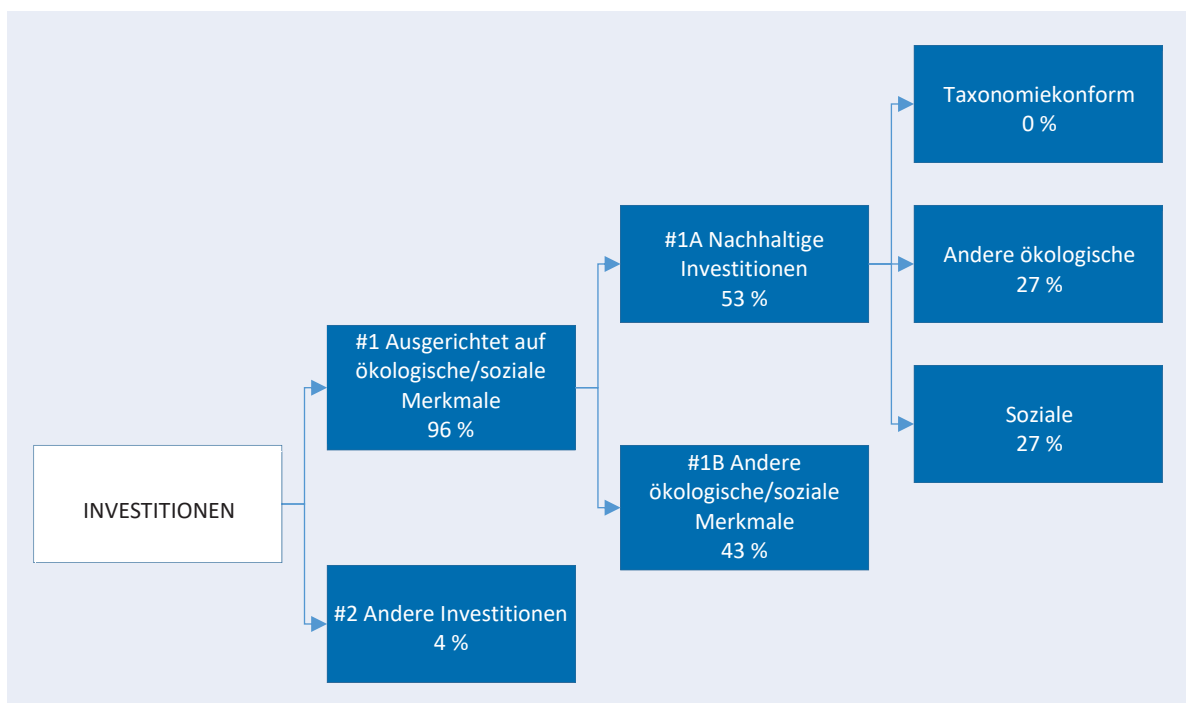 INVESTITIONEN
#1 Ausgerichtet auf
ökologische/soziale
Merkmale
96 %
#2 Andere Investitionen
4 %
#1A Nachhaltige
Investitionen
53 %
#1B Andere
ökologische/soziale
Merkmale
43 %
Taxonomiekonform
0 %
Andere ökologische
27 %
Soziale
27 %